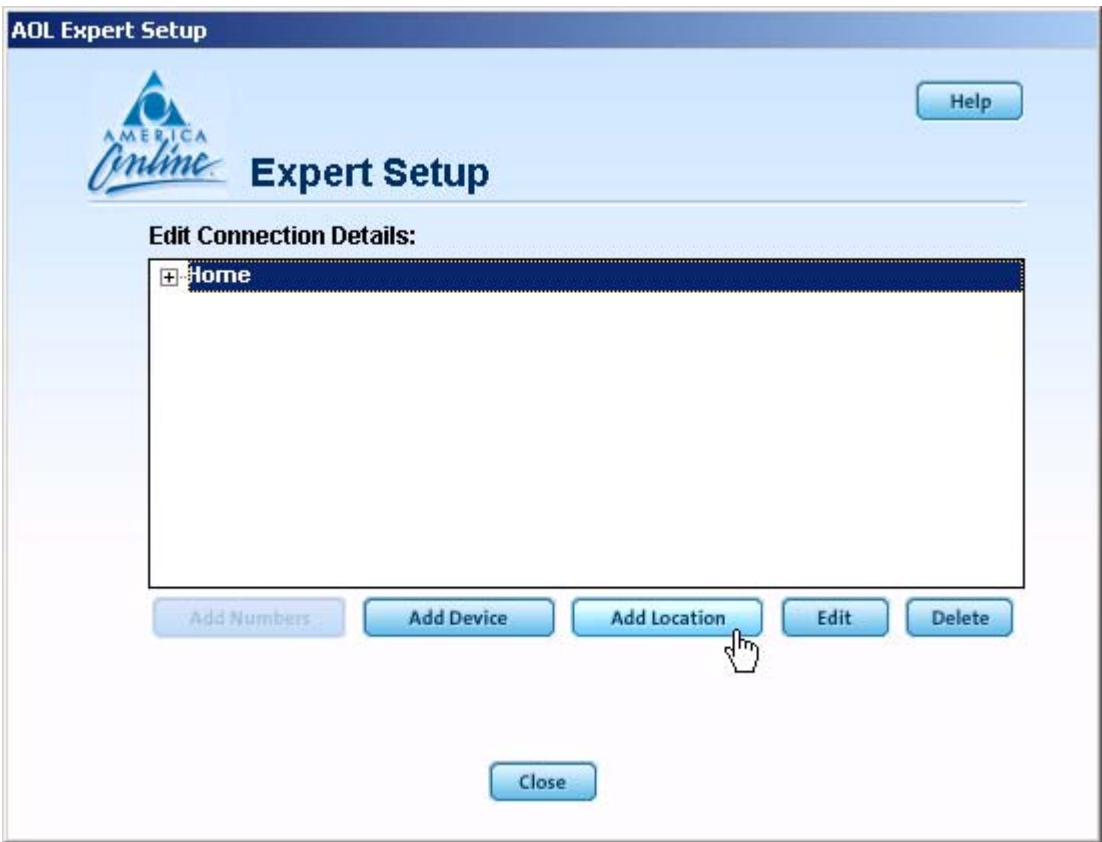 AOL Expert Setup
Help
AMERICA
Online.
Expert Setup
Edit Connection Details:
Home
Add Numbers Add Device Add Location Edit Delete
Close